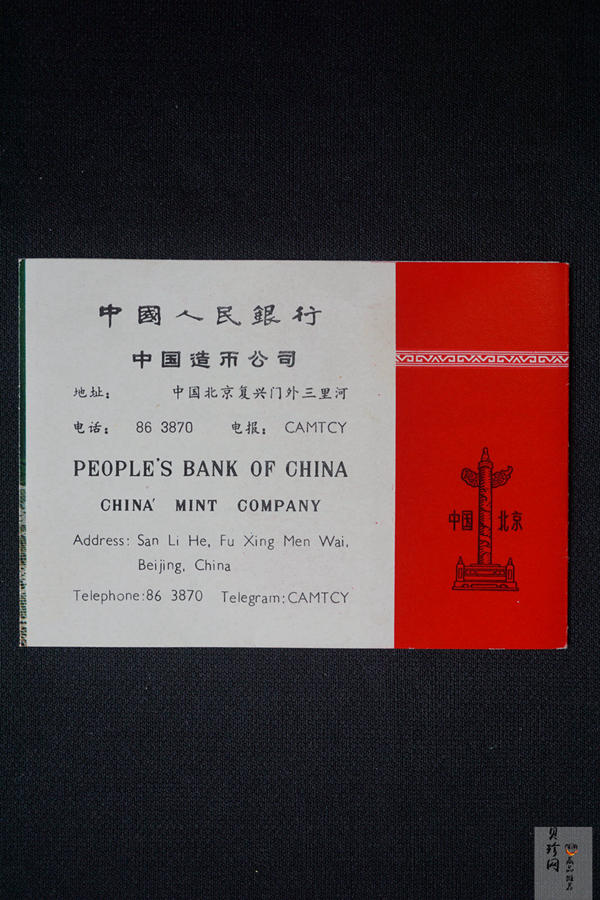 中國人民銀行
中国造币公司
地址: 中国北京复兴门外三里河
电话: 86 3870 电报: CAMTCY
PEOPLE'S BANK OF CHINA
CHINA' MINT COMPANY
Address: San Li He, Fu Xing Men Wai,
Beijing, China
Telephone:86 3870 Telegram:CAMTCY
中国 北京
贝珍网